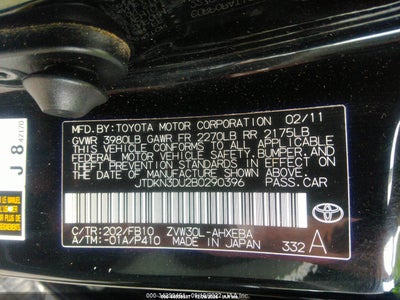 MFD. BY: TOYOTA MOTOR CORPORATION 02/11
GVWR 3980LB GAWR FR 2270LB RR 2175LB
THIS VEHICLE CONFORMS TO ALL APPLICABLE
FEDERAL MOTOR VEHICLE SAFETY, BUMPER, AND
THEFT PREVENTION STANDARDS IN EFFECT ON
THE DATE OF MANUFACTURE SHOWN ABOVE.
JTDKN3DU2B0290396 PASS. CAR
C/TR:202/FB10 ZVW30L-AHXEBA
A/TM:-01A/P410 MADE IN JAPAN 332 A
TOYOTA
J 8